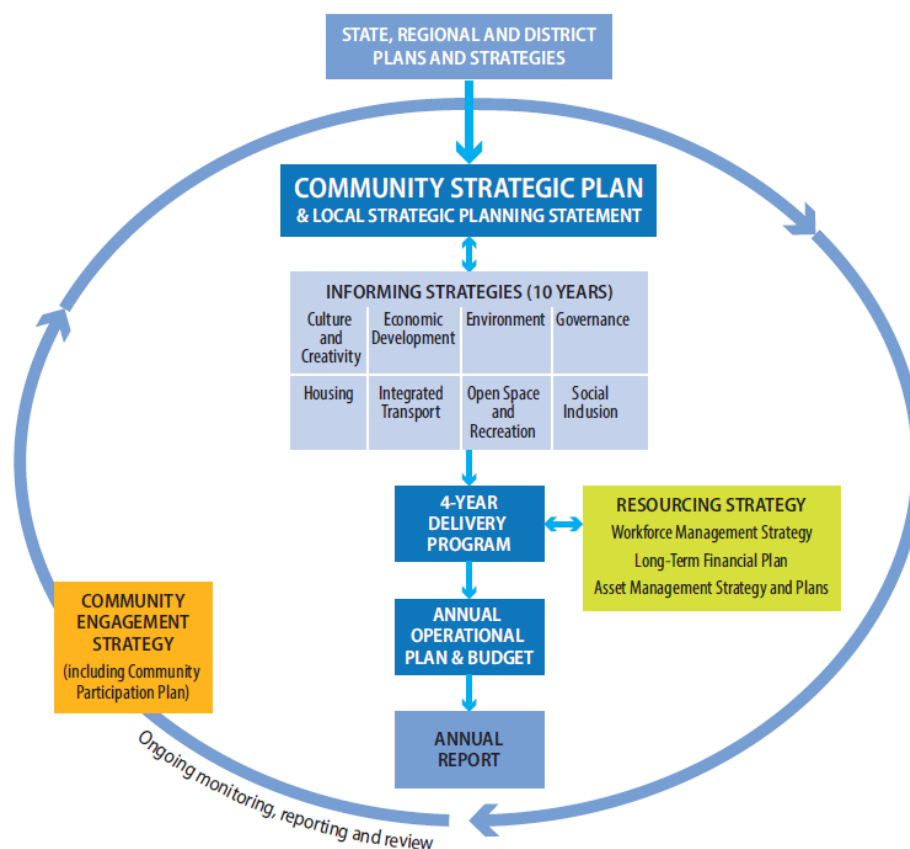 STATE, REGIONAL AND DISTRICT
PLANS AND STRATEGIES
COMMUNITY STRATEGIC PLAN
& LOCAL STRATEGIC PLANNING STATEMENT
INFORMING STRATEGIES (10 YEARS)
Culture
and
Creativity
Economic
Development
Environment
Governance
Housing
Integrated
Transport
Open Space
and
Recreation
Social
Inclusion
4-YEAR
DELIVERY
PROGRAM
RESOURCING STRATEGY
Workforce Management Strategy
Long-Term Financial Plan
Asset Management Strategy and Plans
COMMUNITY
ENGAGEMENT
STRATEGY
(including Community
Participation Plan)
ANNUAL
OPERATIONAL
PLAN & BUDGET
ANNUAL
REPORT
Ongoing monitoring, reporting and review